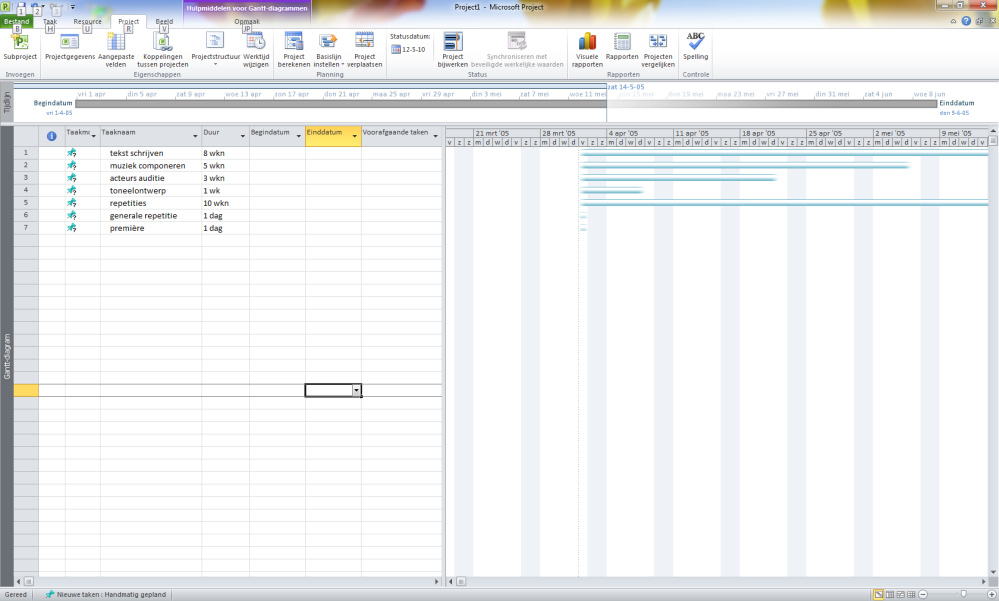 Project1 - Microsoft Project
Hulpmiddelen voor Gantt-diagrammen
1 2
Bestand Taak Resource Project Beeld Opmaak
B H U R V JP
Subproject
Invoegen
Projectgegevens
Aangepaste velden
Koppelingen tussen projecten
Projectstructuur
Werktijd wijzigen
Eigenschappen
Project berekenen
Basislijn instellen
Project verplaatsen
Planning
Statusdatum:
12-5-10
Project bijwerken
Synchroniseren met beveiligde werkelijke waarden
Status
Visuele rapporten
Rapporten
Projecten vergelijken
Rapporten
ABC
Spelling
Controle
Tijdlijn
zat 14-5-05
vri 1 apr din 5 apr zat 9 apr woe 13 apr zon 17 apr don 21 apr maa 25 apr vri 29 apr din 3 mei zat 7 mei woe 11 mei don 19 mei maa 23 mei vri 27 mei din 31 mei zat 4 jun woe 8 jun
Begindatum
vri 1-4-05
Einddatum
Gantt-diagram
Taakmo Taaknaam Duur Begindatum Einddatum Voorafgaande taken
21 mrt '05 28 mrt '05 4 apr '05 11 apr '05 18 apr '05 25 apr '05 2 mei '05 9 mei '05
v z z m d w d v z z m d w d v z z m d w d v z z m d w d v z z m d w d v z z m d w d v z z m d w d v z z m d w d
1 tekst schrijven 8 wkn
2 muziek componeren 5 wkn
3 acteurs auditie 3 wkn
4 toneelontwerp 1 wk
5 repetities 10 wkn
6 generale repetitie 1 dag
7 première 1 dag
Gereed Nieuwe taken : Handmatig gepland